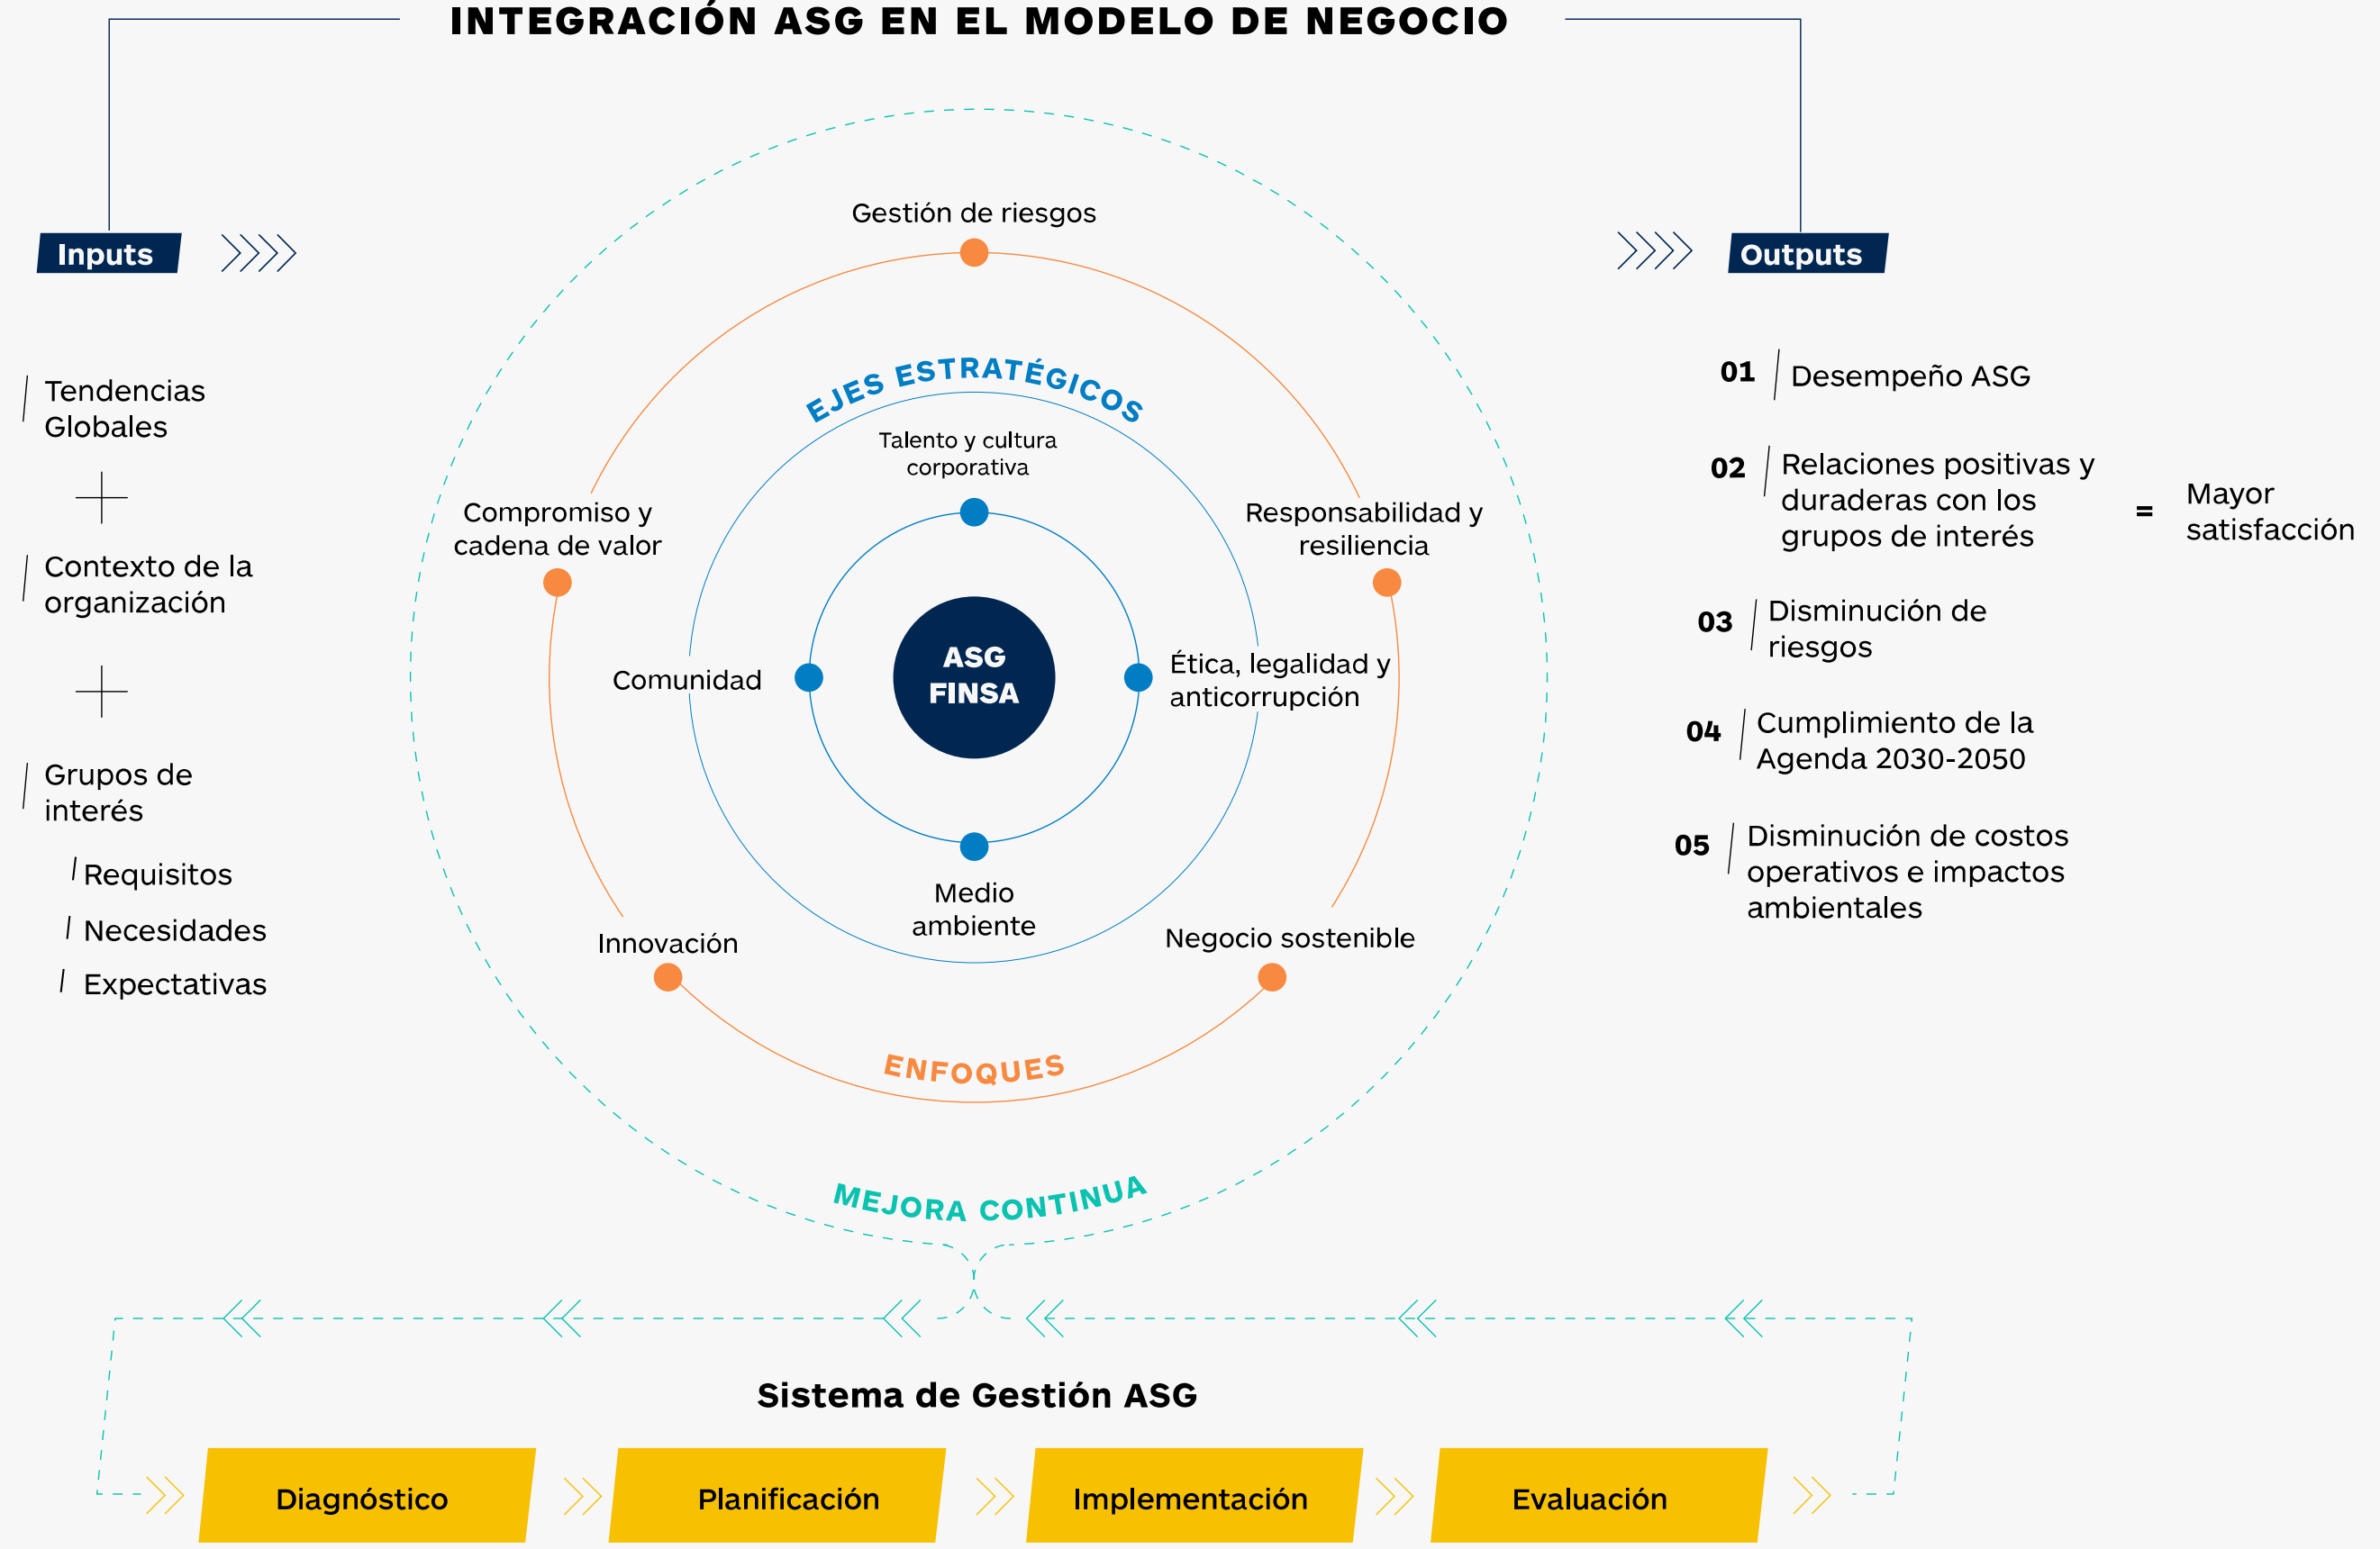 INTEGRACIÓN ASG EN EL MODELO DE NEGOCIO
Inputs
Tendencias
Globales
Contexto de la
organización
Grupos de
interés
Requisitos
Necesidades
Expectativas
Gestión de riesgos
EJES ESTRATÉGICOS
Talento y cultura
corporativa
Compromiso y
cadena de valor
Responsabilidad y
resiliencia
Comunidad
ASG
FINSA
Ética, legalidad y
anticorrupción
Medio
ambiente
Innovación
Negocio sostenible
ENFOQUES
MEJORA CONTINUA
Outputs
01 Desempeño ASG
02 Relaciones positivas y
duraderas con los
grupos de interés
= Mayor
satisfacción
03 Disminución de
riesgos
04 Cumplimiento de la
Agenda 2030-2050
05 Disminución de costos
operativos e impactos
ambientales
Sistema de Gestión ASG
Diagnóstico
Planificación
Implementación
Evaluación